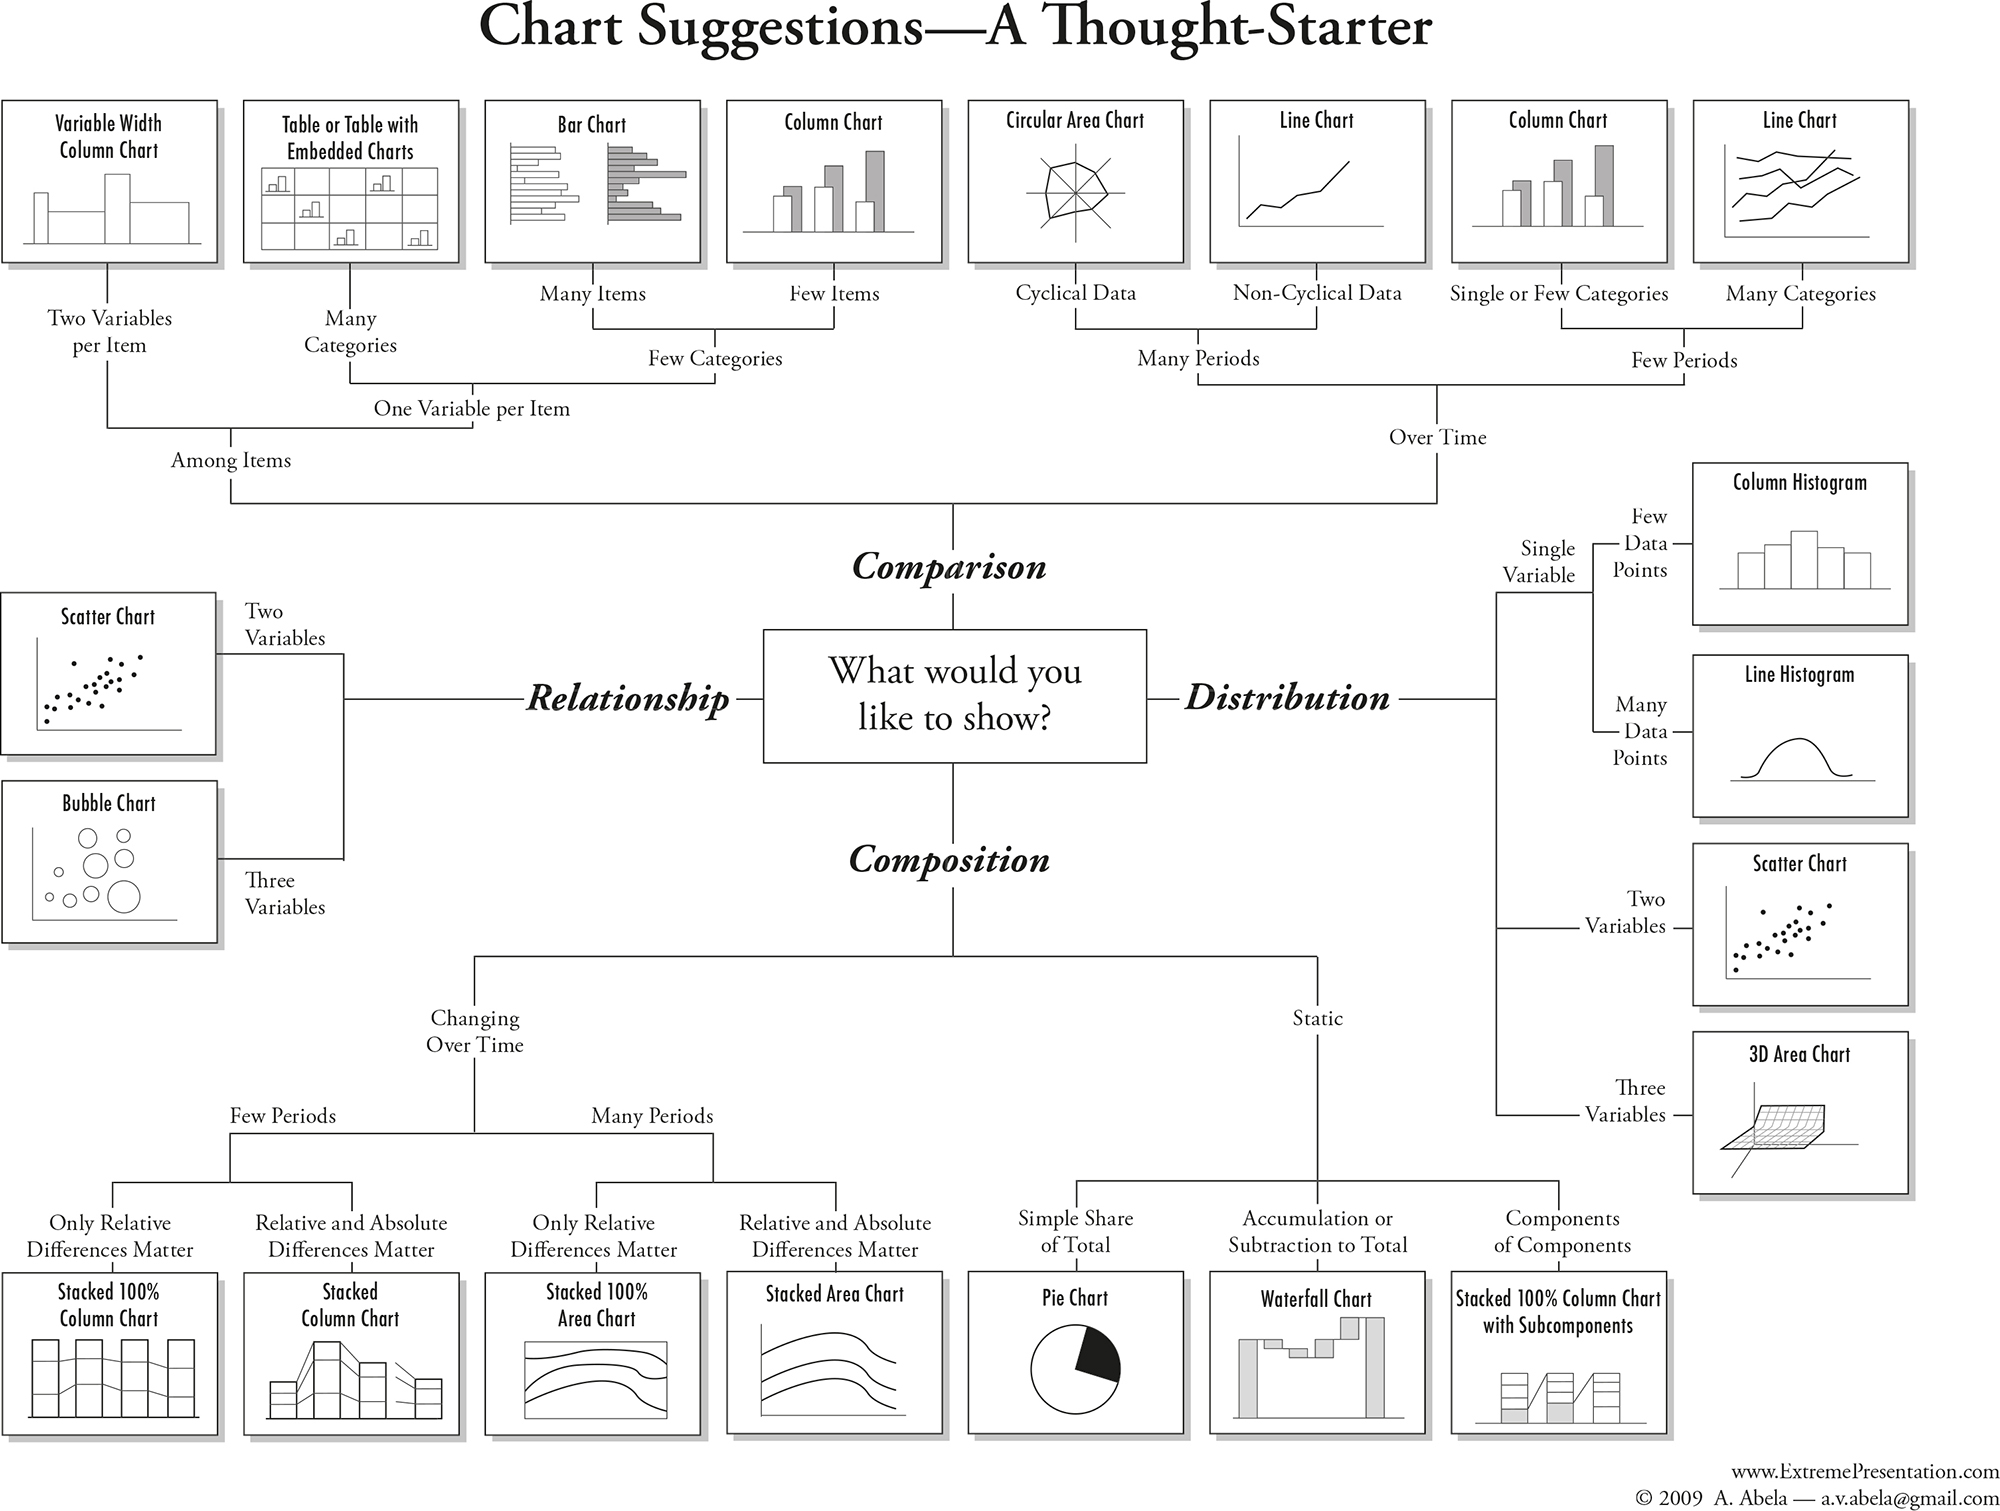 Chart Suggestions—A Thought-Starter
Variable Width
Column Chart
Table or Table with
Embedded Charts
Bar Chart
Column Chart
Circular Area Chart
Line Chart
Column Chart
Line Chart
Two Variables
per Item
Many
Categories
Many Items
Few Items
Cyclical Data
Non-Cyclical Data
Single or Few Categories
Many Categories
Few Categories
Many Periods
Few Periods
One Variable per Item
Among Items
Over Time
Comparison
What would you
like to show?
Relationship
Two
Variables
Scatter Chart
Three
Variables
Bubble Chart
Distribution
Single
Variable
Few
Data
Points
Column Histogram
Many
Data
Points
Line Histogram
Two
Variables
Scatter Chart
Three
Variables
3D Area Chart
Composition
Changing
Over Time
Static
Few Periods
Many Periods
Only Relative
Differences Matter
Relative and Absolute
Differences Matter
Only Relative
Differences Matter
Relative and Absolute
Differences Matter
Simple Share
of Total
Accumulation or
Subtraction to Total
Components
of Components
Stacked 100%
Column Chart
Stacked
Column Chart
Stacked 100%
Area Chart
Stacked Area Chart
Pie Chart
Waterfall Chart
Stacked 100% Column Chart
with Subcomponents
www.ExtremePresentation.com
© 2009 A. Abela — a.v.abela@gmail.com